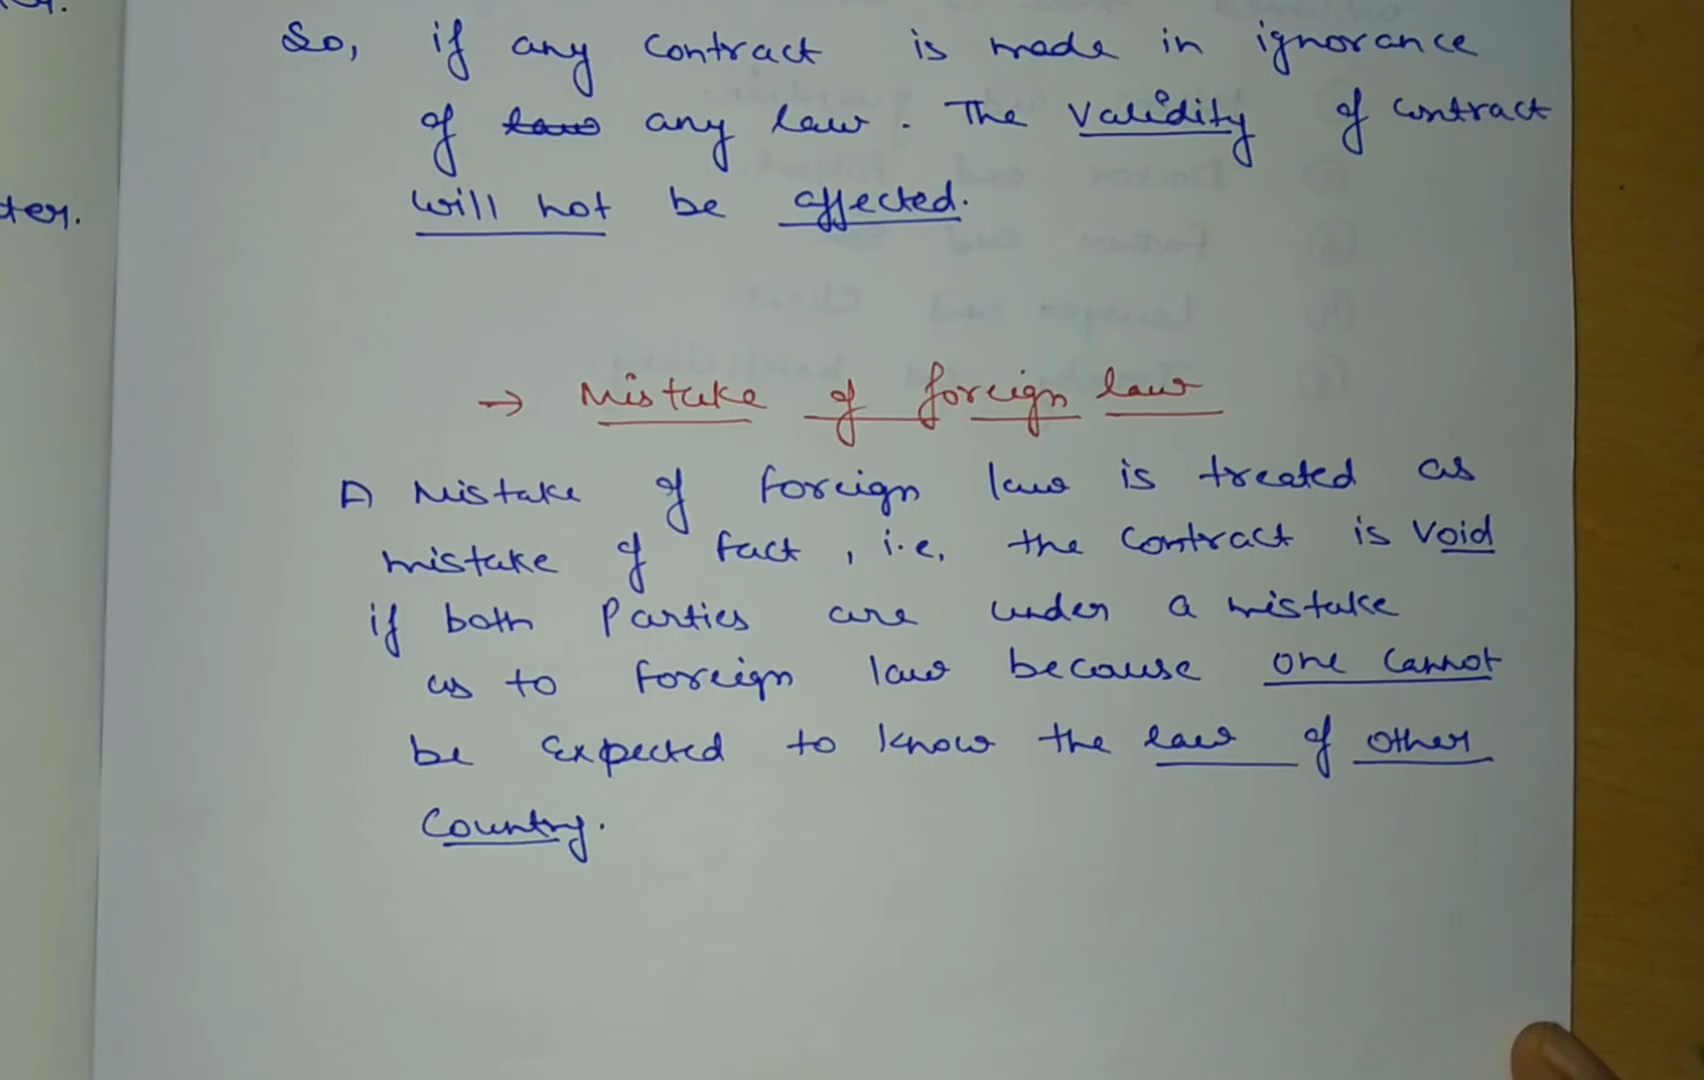 ter.
So, if any contract is made in ignorance
of law any law. The validity of contract
will not be affected.
→ Mistake of foreign law
A Mistake of foreign law is treated as
mistake of fact, i.e, the contract is void
if both Parties are under a mistake
as to foreign law because one cannot
be expected to know the law of other
country.